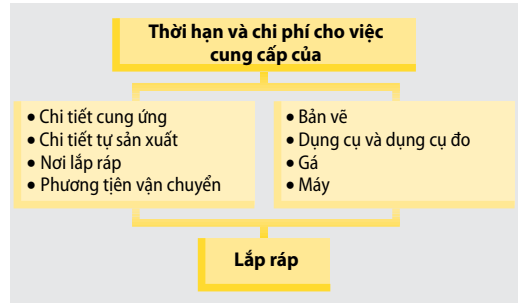 Thời hạn và chi phí cho việc
cung cấp của
• Chi tiết cung ứng
• Chi tiết tự sản xuất
• Nơi lắp ráp
• Phương tịên vận chuyển
• Bản vẽ
• Dụng cụ và dụng cụ đo
• Gá
• Máy
Lắp ráp